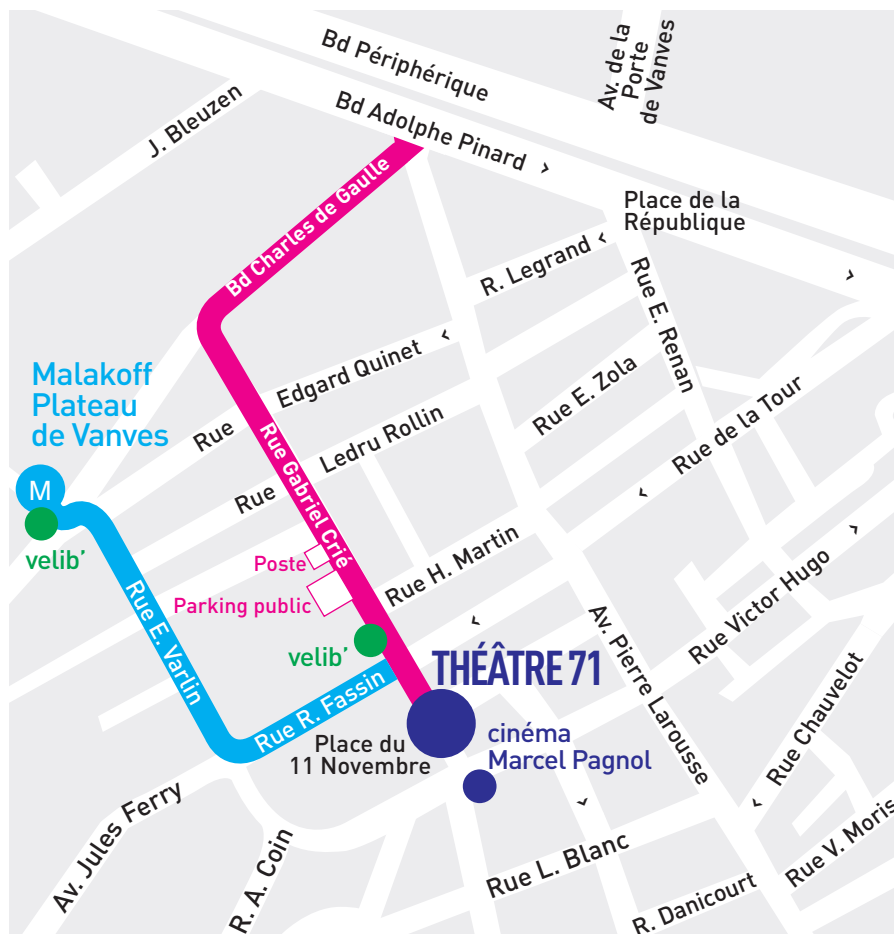 Bd Périphérique
Av. de la
Porte
de Vanves
J. Bleuzen
Bd Adolphe Pinard
Place de la
République
Bd Charles de Gaulle
R. Legrand
Rue E. Renan
Malakoff
Plateau
de Vanves
Rue Edgard Quinet
Rue E. Zola
Rue de la Tour
Rue Ledru Rollin
Rue Gabriel Crié
M
velib'
Poste
Parking public
Rue H. Martin
Rue Victor Hugo
Rue E. Varlin
velib'
THÉÂTRE 71
Av. Pierre Larousse
Rue Chauvelot
Rue R. Fassin
Place du
11 Novembre
cinéma
Marcel Pagnol
Av. Jules Ferry
R. A. Coin
Rue L. Blanc
Rue V. Moris
R. Danicourt